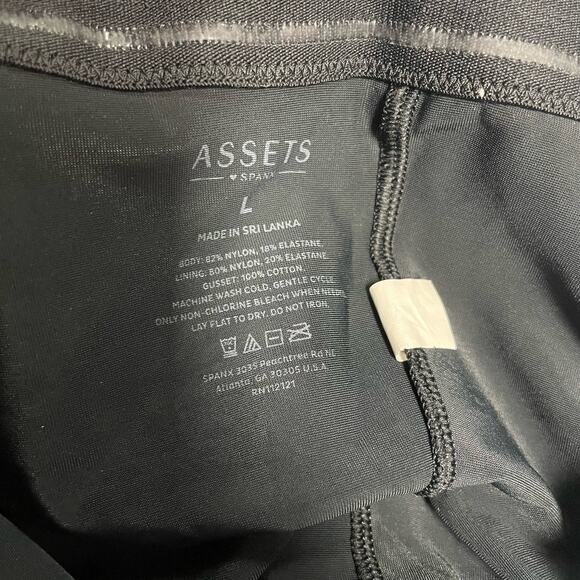 ASSETS
♥ SPANX
L
MADE IN SRI LANKA
BODY: 82% NYLON, 18% ELASTANE.
LINING: 80% NYLON, 20% ELASTANE.
GUSSET: 100% COTTON.
MACHINE WASH COLD, GENTLE CYCLE.
ONLY NON-CHLORINE BLEACH WHEN NEEDED.
LAY FLAT TO DRY. DO NOT IRON.
SPANX 3035 Peachtree Rd NE
Atlanta, GA 30305 U.S.A.
RN112121